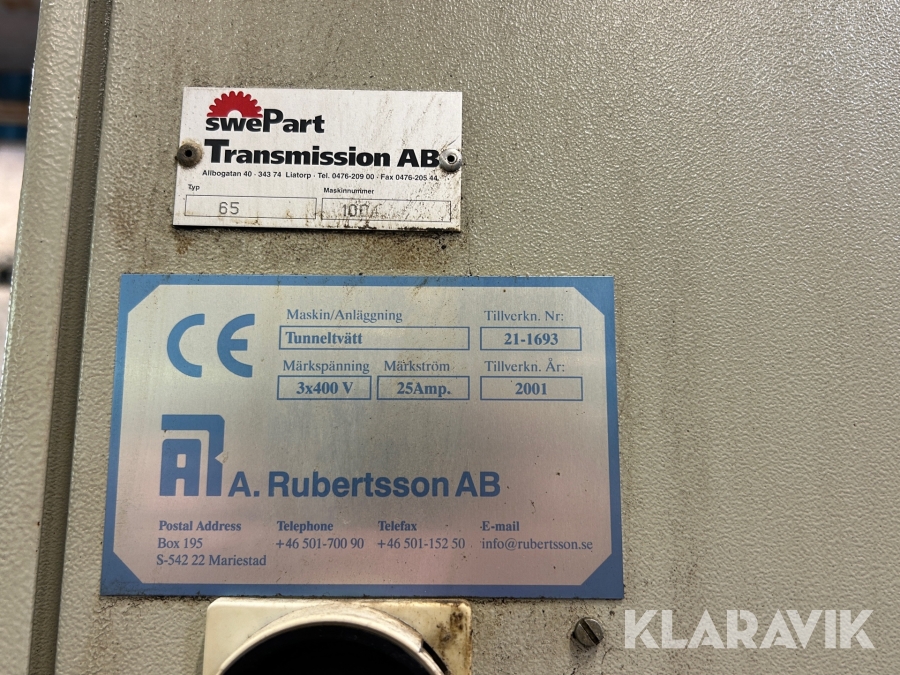 swePart
Transmission AB
Allbogatan 40 · 343 74 Liatorp · Tel. 0476-209 00 · Fax 0476-205 44
Typ Maskinnummer
65 1004
CE
Maskin/Anläggning Tillverkn. Nr:
Tunneltvätt 21-1693
Märkspänning Märkström Tillverkn. År:
3x400 V 25Amp. 2001
A. Rubertsson AB
Postal Address Telephone Telefax E-mail
Box 195 +46 501-700 90 +46 501-152 50 info@rubertsson.se
S-542 22 Mariestad
KLARAVIK